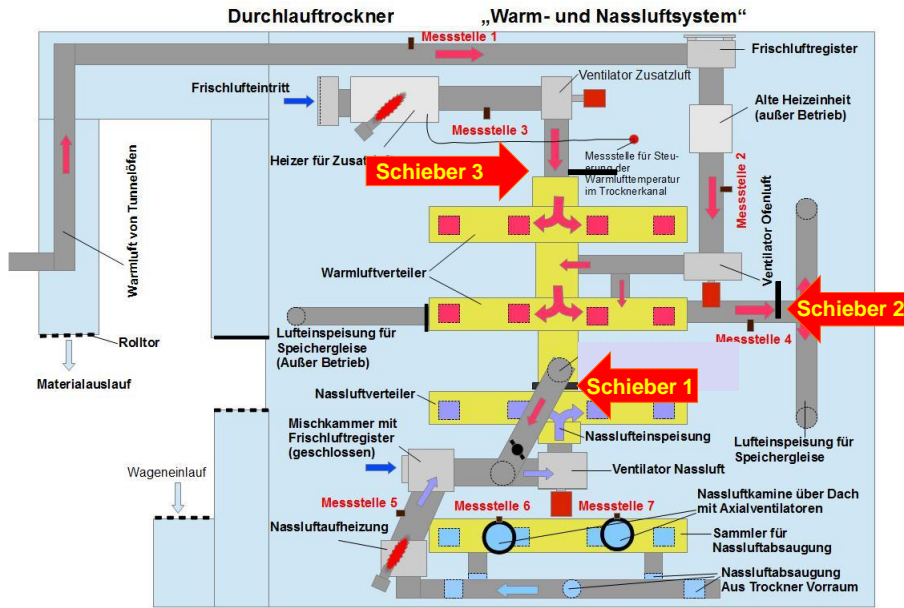 Durchlauftrockner „Warm- und Nassluftsystem“
Messstelle 1
Frischluftregister
Ventilator Zusatzluft
Frischlufteintritt
Alte Heizeinheit
(außer Betrieb)
Messstelle 3
Heizer für
Messstelle für Steu-
erung der
Warmlufttemperatur
im Trocknerkanal
Schieber 3
Messstelle 2
Warmluft von Tunnelöfen
Ventilator Ofenluft
Warmluftverteiler
Schieber 2
Messstelle 4
Rolltor
Lufteinspeisung für
Speichergleise
(Außer Betrieb)
Materialauslauf
Schieber 1
Nassluftverteiler
Mischkammer mit
Frischluftregister
(geschlossen)
Nasslufteinspeisung
Lufteinspeisung für
Speichergleise
Wageneinlauf
Ventilator Nassluft
Messstelle 5
Messstelle 6
Messstelle 7
Nassluftkamine über Dach
mit Axialventilatoren
Nassluftaufheizung
Sammler für
Nassluftabsaugung
Nassluftabsaugung
Aus Trockner Vorraum